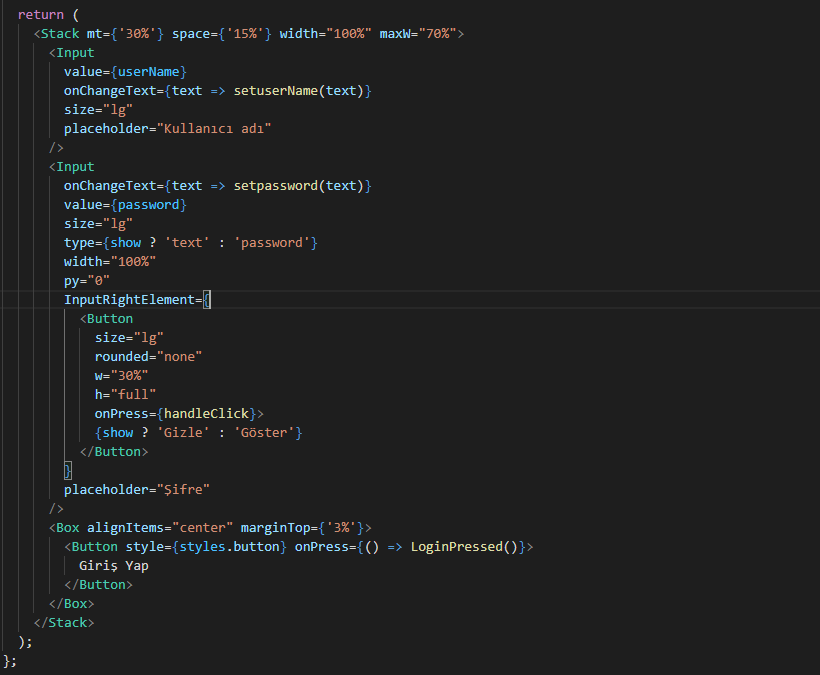 return (
<Stack mt={'30%'} space={'15%'} width="100%" maxW="70%">
<Input
value={userName}
onChangeText={text => setuserName(text)}
size="lg"
placeholder="Kullanıcı adı"
/>
<Input
onChangeText={text => setpassword(text)}
value={password}
size="lg"
type={show ? 'text' : 'password'}
width="100%"
py="0"
InputRightElement={
<Button
size="lg"
rounded="none"
w="30%"
h="full"
onPress={handleClick}>
{show ? 'Gizle' : 'Göster'}
</Button>
}
placeholder="Şifre"
/>
<Box alignItems="center" marginTop={'3%'}>
<Button style={styles.button} onPress={() => LoginPressed()}>
Giriş Yap
</Button>
</Box>
</Stack>
);
};